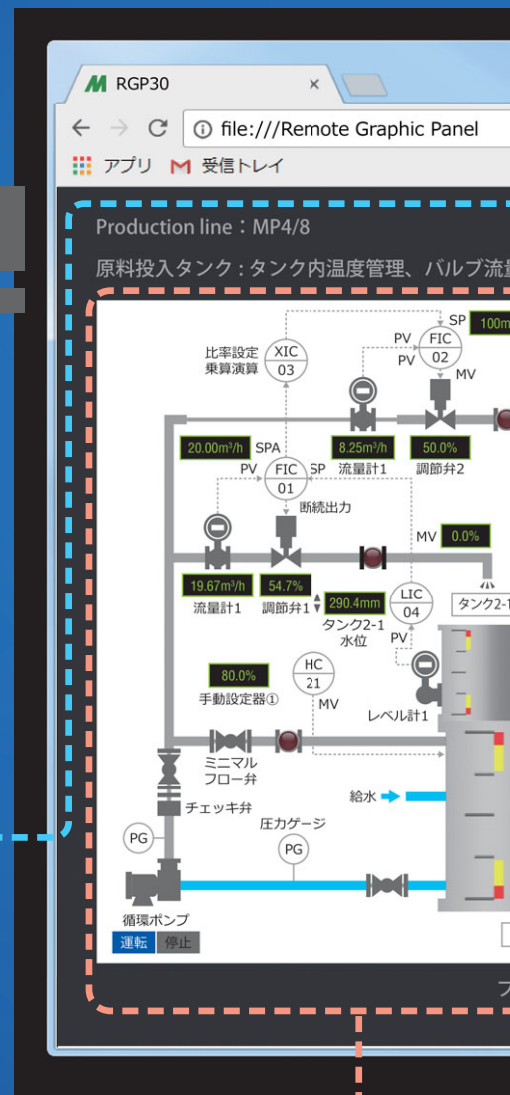 RGP30
file:///Remote Graphic Panel
アプリ 受信トレイ
Production line：MP4/8
原料投入タンク : タンク内温度管理、バルブ流量
SP 100m
PV FIC 02
PV
MV
比率設定
乗算演算
XIC 03
20.00m³/h SPA
8.25m³/h
50.0%
PV FIC 01 SP
流量計1
調節弁2
断続出力
MV 0.0%
19.67m³/h
54.7%
290.4mm
LIC 04
タンク2-1
流量計1
調節弁1
タンク2-1
水位
PV
80.0%
HC 21
手動設定器①
MV
レベル計1
ミニマル
フロー弁
給水
チェッキ弁
圧力ゲージ
PG
PG
循環ポンプ
運転 停止